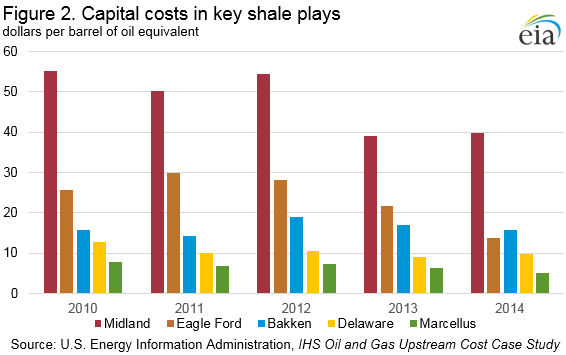 Figure 2. Capital costs in key shale plays
dollars per barrel of oil equivalent
eia
60
50
40
30
20
10
0
2010 2011 2012 2013 2014
Midland Eagle Ford Bakken Delaware Marcellus
Source: U.S. Energy Information Administration, IHS Oil and Gas Upstream Cost Case Study